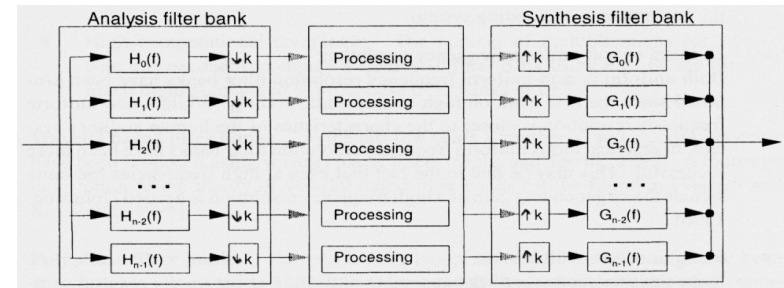 Analysis filter bank
Synthesis filter bank
H0(f) ↓k Processing ↑k G0(f)
H1(f) ↓k Processing ↑k G1(f)
H2(f) ↓k Processing ↑k G2(f)
... ...
Hn-2(f) ↓k Processing ↑k Gn-2(f)
Hn-1(f) ↓k Processing ↑k Gn-1(f)